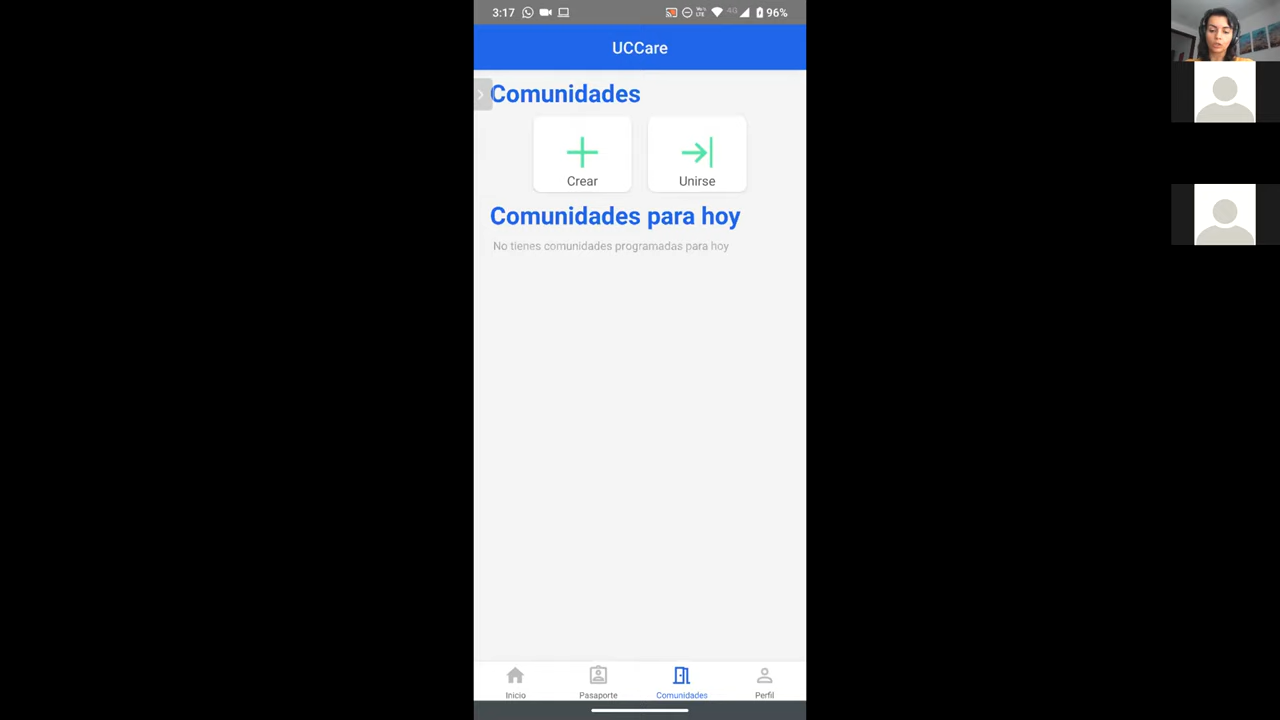 3:17 96%
UCCare
Comunidades
Crear Unirse
Comunidades para hoy
No tienes comunidades programadas para hoy
Inicio Pasaporte Comunidades Perfil